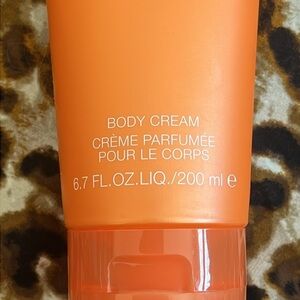 BODY CREAM
CRÈME PARFUMÉE
POUR LE CORPS
6.7 FL.OZ.LIQ./200 ml ℮